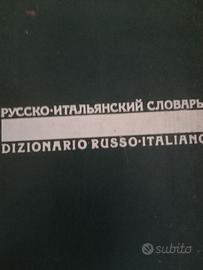 РУССКО·ИТАЛЬЯНСКИЙ СЛОВАРЬ
DIZIONARIO RUSSO·ITALIANO
subito